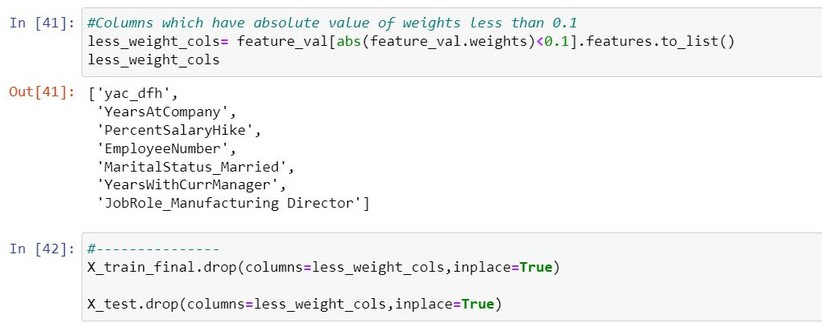 In [41]: #Columns which have absolute value of weights less than 0.1
less_weight_cols= feature_val[abs(feature_val.weights)<0.1].features.to_list()
less_weight_cols
Out[41]: ['yac_dfh',
'YearsAtCompany',
'PercentSalaryHike',
'EmployeeNumber',
'MaritalStatus_Married',
'YearsWithCurrManager',
'JobRole_Manufacturing Director']
In [42]: #---------------
X_train_final.drop(columns=less_weight_cols,inplace=True)
X_test.drop(columns=less_weight_cols,inplace=True)